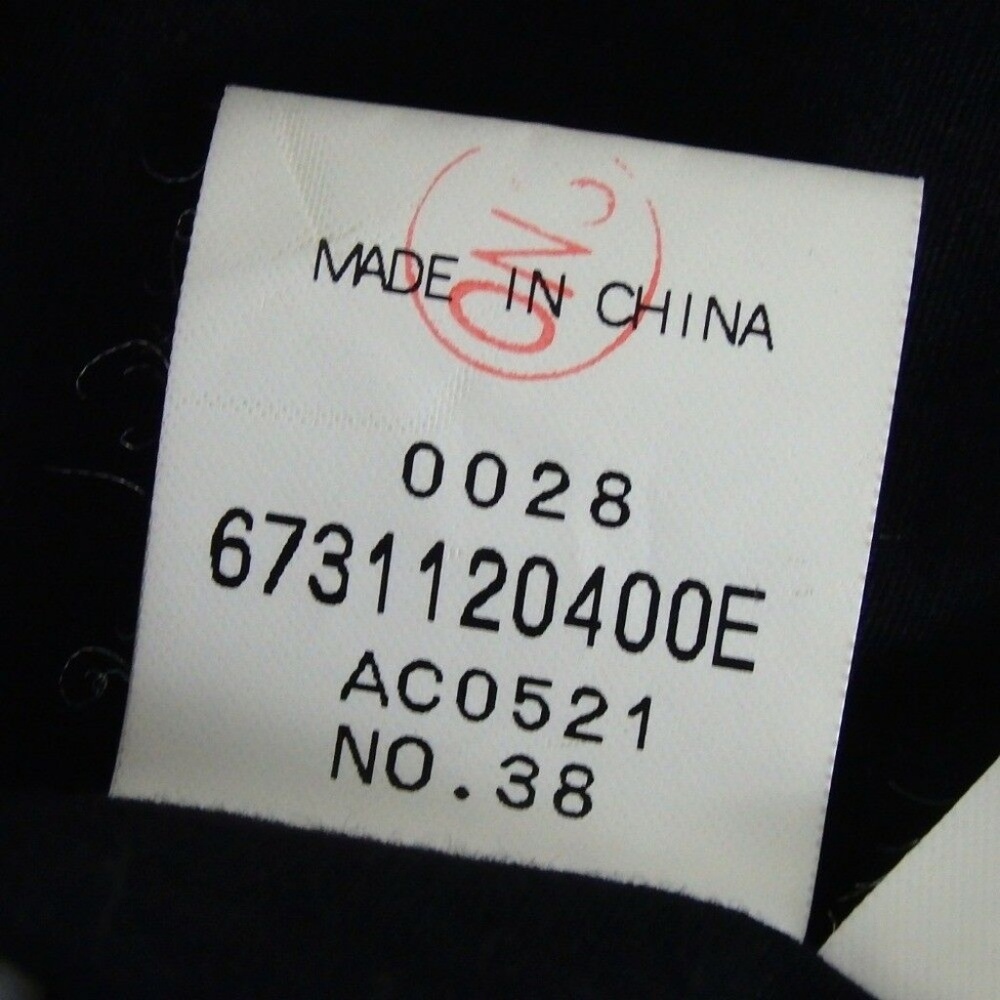 MADE IN CHINA
0028
6731120400E
AC0521
NO.38